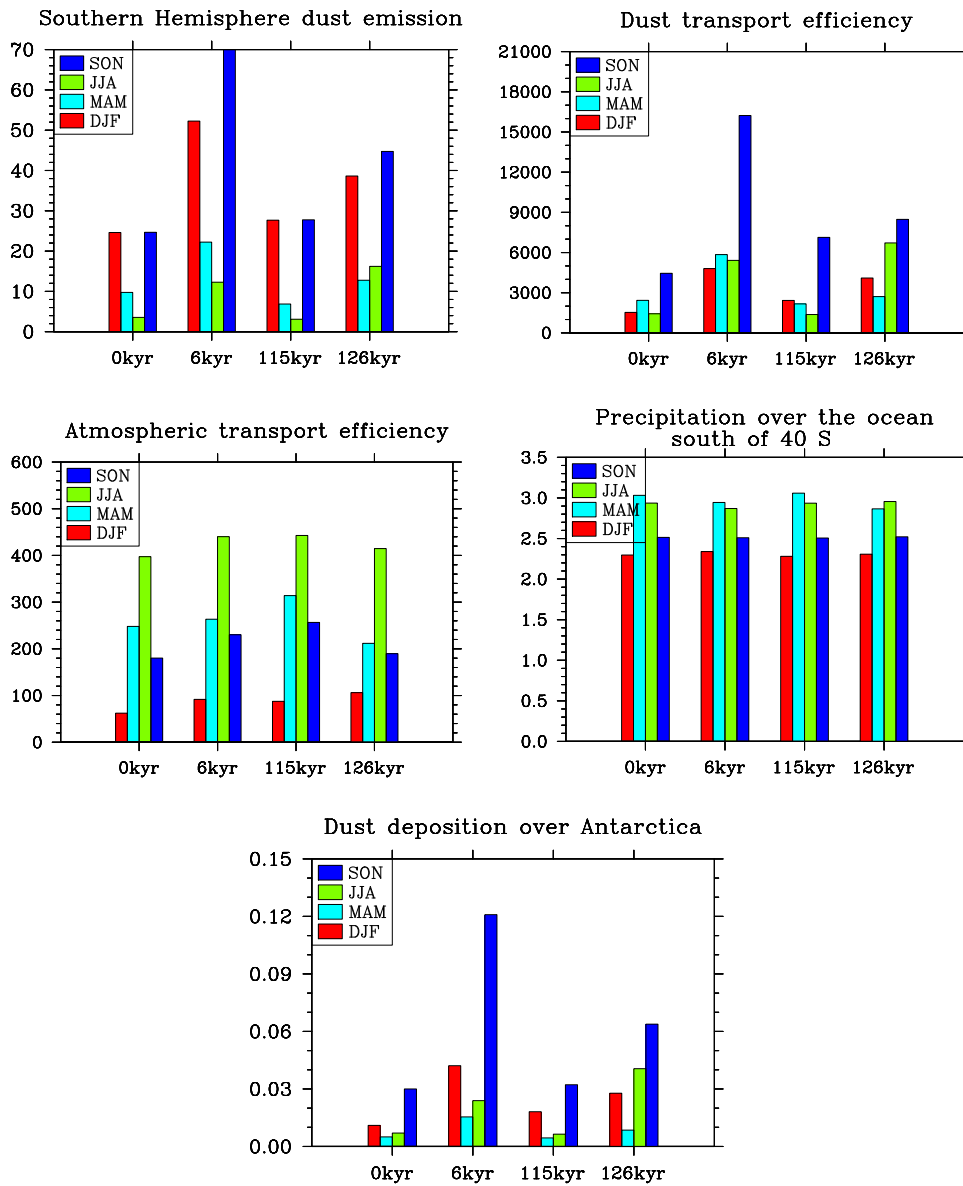 Southern Hemisphere dust emission
70
60
50
40
30
20
10
0
SON
JJA
MAM
DJF
0kyr 6kyr 115kyr 126kyr
Dust transport efficiency
21000
18000
15000
12000
9000
6000
3000
0
SON
JJA
MAM
DJF
0kyr 6kyr 115kyr 126kyr
Atmospheric transport efficiency
600
500
400
300
200
100
0
SON
JJA
MAM
DJF
0kyr 6kyr 115kyr 126kyr
Precipitation over the ocean
south of 40 S
3.5
3.0
2.5
2.0
1.5
1.0
0.5
0.0
SON
JJA
MAM
DJF
0kyr 6kyr 115kyr 126kyr
Dust deposition over Antarctica
0.15
0.12
0.09
0.06
0.03
0.00
SON
JJA
MAM
DJF
0kyr 6kyr 115kyr 126kyr